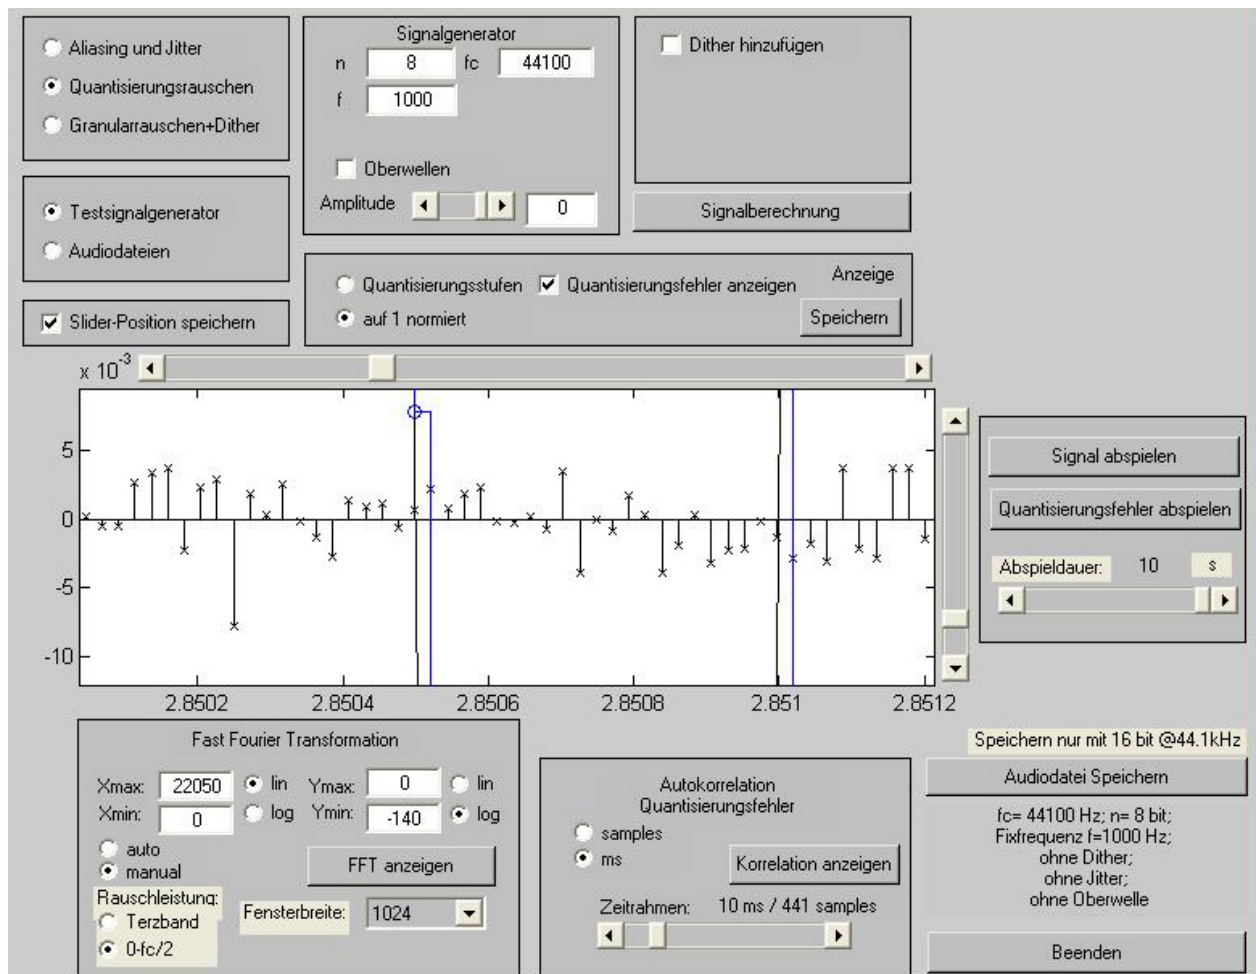 Aliasing und Jitter
Quantisierungsrauschen
Granularrauschen+Dither
Signalgenerator
n 8 fc 44100
f 1000
Oberwellen
Amplitude 0
Dither hinzufügen
Signalberechnung
Testsignalgenerator
Audiodateien
Quantisierungsstufen Quantisierungsfehler anzeigen Anzeige
auf 1 normiert Speichern
Slider-Position speichern
x 10^-3
5
0
-5
-10
2.8502 2.8504 2.8506 2.8508 2.851 2.8512
Signal abspielen
Quantisierungsfehler abspielen
Abspieldauer: 10 s
Fast Fourier Transformation
Xmax: 22050 lin Ymax: 0 lin
Xmin: 0 log Ymin: -140 log
auto
manual
FFT anzeigen
Rauschleistung:
Terzband
0-fc/2
Fensterbreite: 1024
Autokorrelation
Quantisierungsfehler
samples
ms
Korrelation anzeigen
Zeitrahmen: 10 ms / 441 samples
Speichern nur mit 16 bit @44.1kHz
Audiodatei Speichern
fc= 44100 Hz; n= 8 bit;
Fixfrequenz f=1000 Hz;
ohne Dither;
ohne Jitter;
ohne Oberwelle
Beenden